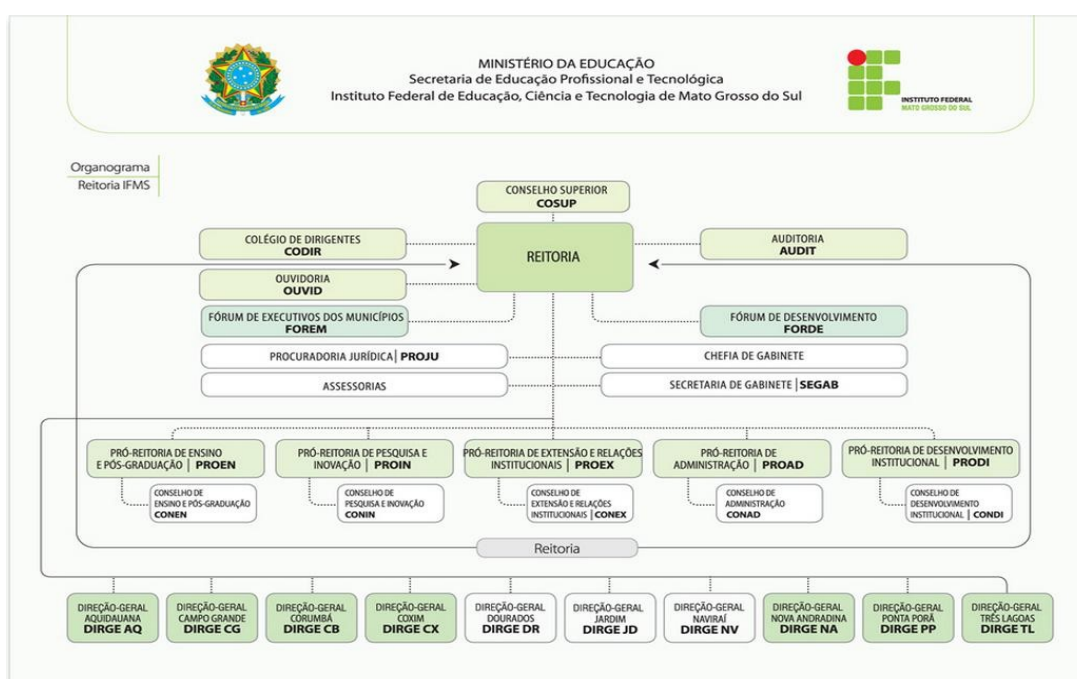 MINISTÉRIO DA EDUCAÇÃO
Secretaria de Educação Profissional e Tecnológica
Instituto Federal de Educação, Ciência e Tecnologia de Mato Grosso do Sul
INSTITUTO FEDERAL
MATO GROSSO DO SUL
Organograma
Reitoria IFMS
CONSELHO SUPERIOR
COSUP
COLÉGIO DE DIRIGENTES
CODIR
REITORIA
AUDITORIA
AUDIT
OUVIDORIA
OUVID
FÓRUM DE EXECUTIVOS DOS MUNICÍPIOS
FOREM
FÓRUM DE DESENVOLVIMENTO
FORDE
PROCURADORIA JURÍDICA | PROJU
CHEFIA DE GABINETE
ASSESSORIAS
SECRETARIA DE GABINETE | SEGAB
PRÓ-REITORIA DE ENSINO
E PÓS-GRADUAÇÃO | PROEN
PRÓ-REITORIA DE PESQUISA E
INOVAÇÃO | PROIN
PRÓ-REITORIA DE EXTENSÃO E RELAÇÕES
INSTITUCIONAIS | PROEX
PRÓ-REITORIA DE
ADMINISTRAÇÃO | PROAD
PRÓ-REITORIA DE DESENVOLVIMENTO
INSTITUCIONAL | PRODI
CONSELHO DE
ENSINO E PÓS-GRADUAÇÃO
CONEN
CONSELHO DE
PESQUISA E INOVAÇÃO
CONIN
CONSELHO DE
EXTENSÃO E RELAÇÕES
INSTITUCIONAIS | CONEX
CONSELHO DE
ADMINISTRAÇÃO
CONAD
CONSELHO DE
DESENVOLVIMENTO
INSTITUCIONAL | CONDI
Reitoria
DIREÇÃO-GERAL
AQUIDAUANA
DIRGE AQ
DIREÇÃO-GERAL
CAMPO GRANDE
DIRGE CG
DIREÇÃO-GERAL
CORUMBÁ
DIRGE CB
DIREÇÃO-GERAL
COXIM
DIRGE CX
DIREÇÃO-GERAL
DOURADOS
DIRGE DR
DIREÇÃO-GERAL
JARDIM
DIRGE JD
DIREÇÃO-GERAL
NAVIRAÍ
DIRGE NV
DIREÇÃO-GERAL
NOVA ANDRADINA
DIRGE NA
DIREÇÃO-GERAL
PONTA PORÃ
DIRGE PP
DIREÇÃO-GERAL
TRÊS LAGOAS
DIRGE TL